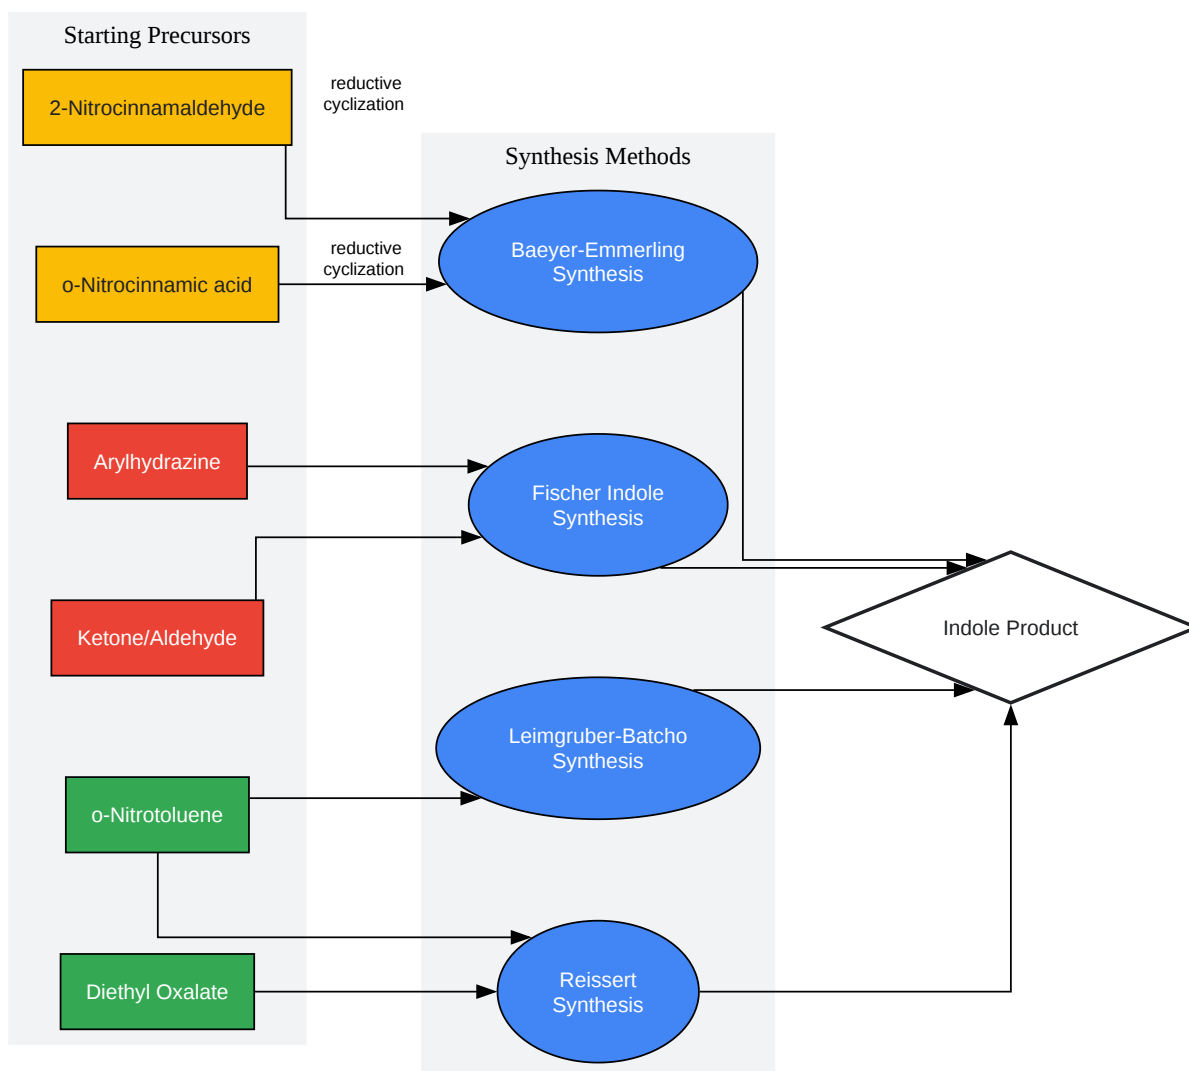 Starting Precursors
2-Nitrocinnamaldehyde
reductive
cyclization
Synthesis Methods
o-Nitrocinnamic acid
reductive
cyclization
Baeyer-Emmerling
Synthesis
Arylhydrazine
Fischer Indole
Synthesis
Ketone/Aldehyde
Indole Product
Leimgruber-Batcho
Synthesis
o-Nitrotoluene
Diethyl Oxalate
Reissert
Synthesis